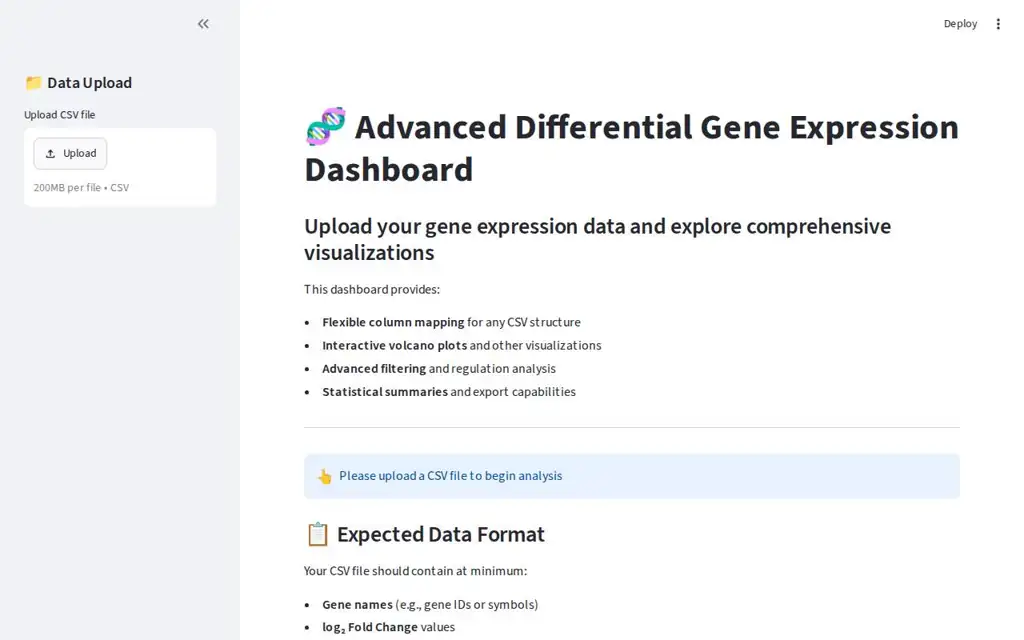 Deploy
Data Upload
Upload CSV file
Upload
200MB per file • CSV
Advanced Differential Gene Expression
Dashboard
Upload your gene expression data and explore comprehensive
visualizations
This dashboard provides:
• Flexible column mapping for any CSV structure
• Interactive volcano plots and other visualizations
• Advanced filtering and regulation analysis
• Statistical summaries and export capabilities
Please upload a CSV file to begin analysis
Expected Data Format
Your CSV file should contain at minimum:
• Gene names (e.g., gene IDs or symbols)
• log₂ Fold Change values